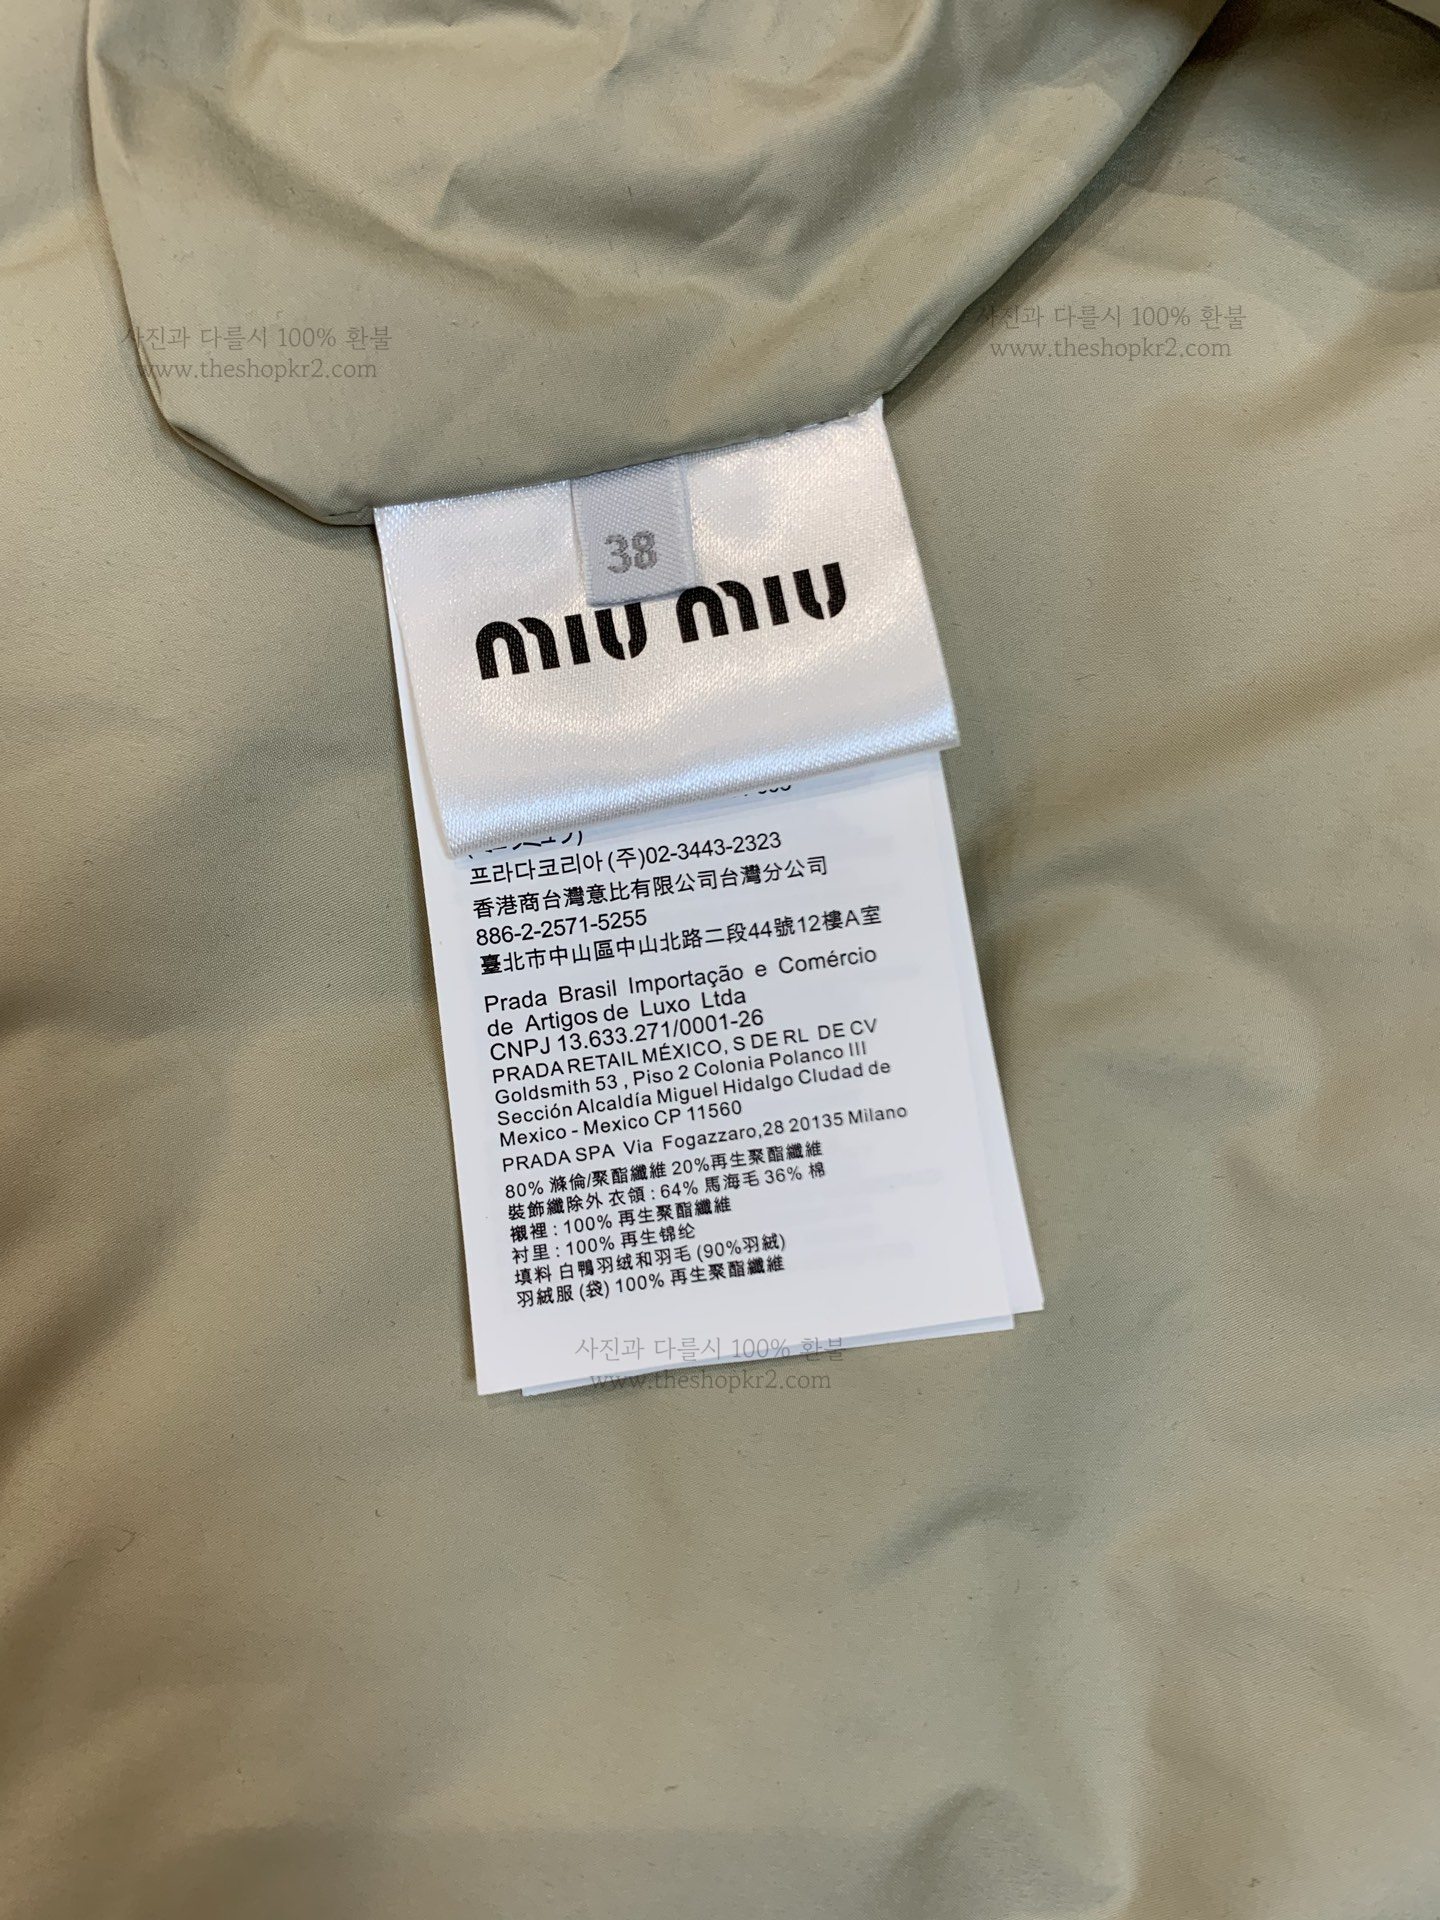 사진과 다를시 100% 환불
www.theshopkr2.com
사진과 다를시 100% 환불
www.theshopkr2.com
38
miu miu
프라다코리아(주)02-3443-2323
香港商台灣意比有限公司台灣分公司
886-2-2571-5255
臺北市中山區中山北路二段44號12樓A室
Prada Brasil Importação e Comércio
de Artigos de Luxo Ltda
CNPJ 13.633.271/0001-26
PRADA RETAIL MÉXICO, S DE RL DE CV
Goldsmith 53 , Piso 2 Colonia Polanco III
Sección Alcaldía Miguel Hidalgo Cludad de
Mexico - Mexico CP 11560
PRADA SPA Via Fogazzaro,28 20135 Milano
80% 滌倫/聚酯纖維 20%再生聚酯纖維
裝飾纖除外 衣領 : 64% 馬海毛 36% 棉
襯裡 : 100% 再生聚酯纖維
衬里 : 100% 再生锦纶
填料 白鴨羽绒和羽毛 (90%羽絨)
羽絨服 (袋) 100% 再生聚酯纖維
사진과 다를시 100% 환불
www.theshopkr2.com